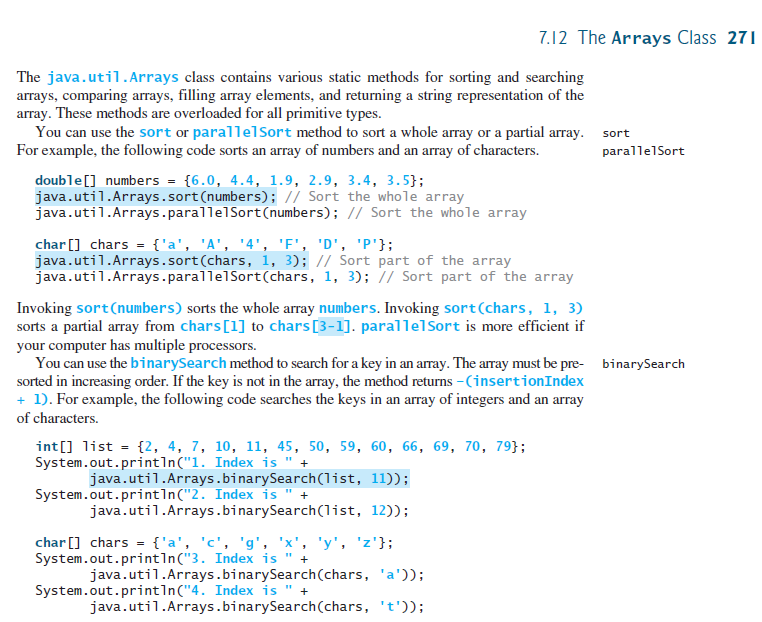 7.12 The Arrays Class 271
The java.util.Arrays class contains various static methods for sorting and searching
arrays, comparing arrays, filling array elements, and returning a string representation of the
array. These methods are overloaded for all primitive types.
You can use the sort or parallelSort method to sort a whole array or a partial array.
sort
For example, the following code sorts an array of numbers and an array of characters.
parallelSort
double[] numbers = {6.0, 4.4, 1.9, 2.9, 3.4, 3.5};
java.util.Arrays.sort(numbers); // Sort the whole array
java.util.Arrays.parallelSort(numbers); // Sort the whole array
char[] chars = {'a', 'A', '4', 'F', 'D', 'P'};
java.util.Arrays.sort(chars, 1, 3); // Sort part of the array
java.util.Arrays.parallelSort(chars, 1, 3); // Sort part of the array
Invoking sort(numbers) sorts the whole array numbers. Invoking sort(chars, 1, 3)
sorts a partial array from chars[1] to chars[3-1]. parallelSort is more efficient if
your computer has multiple processors.
You can use the binarySearch method to search for a key in an array. The array must be pre-
binarySearch
sorted in increasing order. If the key is not in the array, the method returns -(insertionIndex
+ 1). For example, the following code searches the keys in an array of integers and an array
of characters.
int[] list = {2, 4, 7, 10, 11, 45, 50, 59, 60, 66, 69, 70, 79};
System.out.println("1. Index is " +
java.util.Arrays.binarySearch(list, 11));
System.out.println("2. Index is " +
java.util.Arrays.binarySearch(list, 12));
char[] chars = {'a', 'c', 'g', 'x', 'y', 'z'};
System.out.println("3. Index is " +
java.util.Arrays.binarySearch(chars, 'a'));
System.out.println("4. Index is " +
java.util.Arrays.binarySearch(chars, 't'));